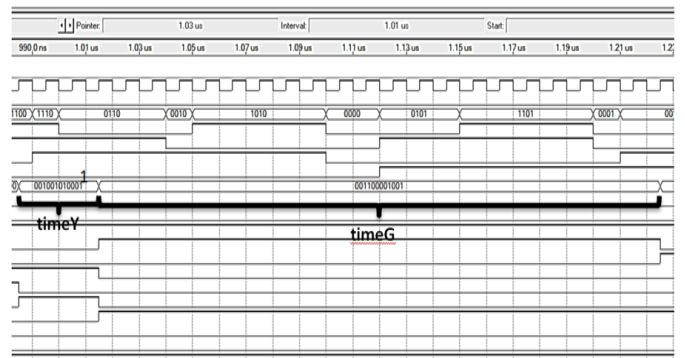 Pointer: 1.03 us Interval: 1.01 us Start:
990.0 ns 1.01 us 1.03 us 1.05 us 1.07 us 1.09 us 1.11 us 1.13 us 1.15 us 1.17 us 1.19 us 1.21 us 1.2
1100 1110 0110 0010 1010 0000 0101 1101 0001 00
1
001001010001 001100001001
timeY
timeG